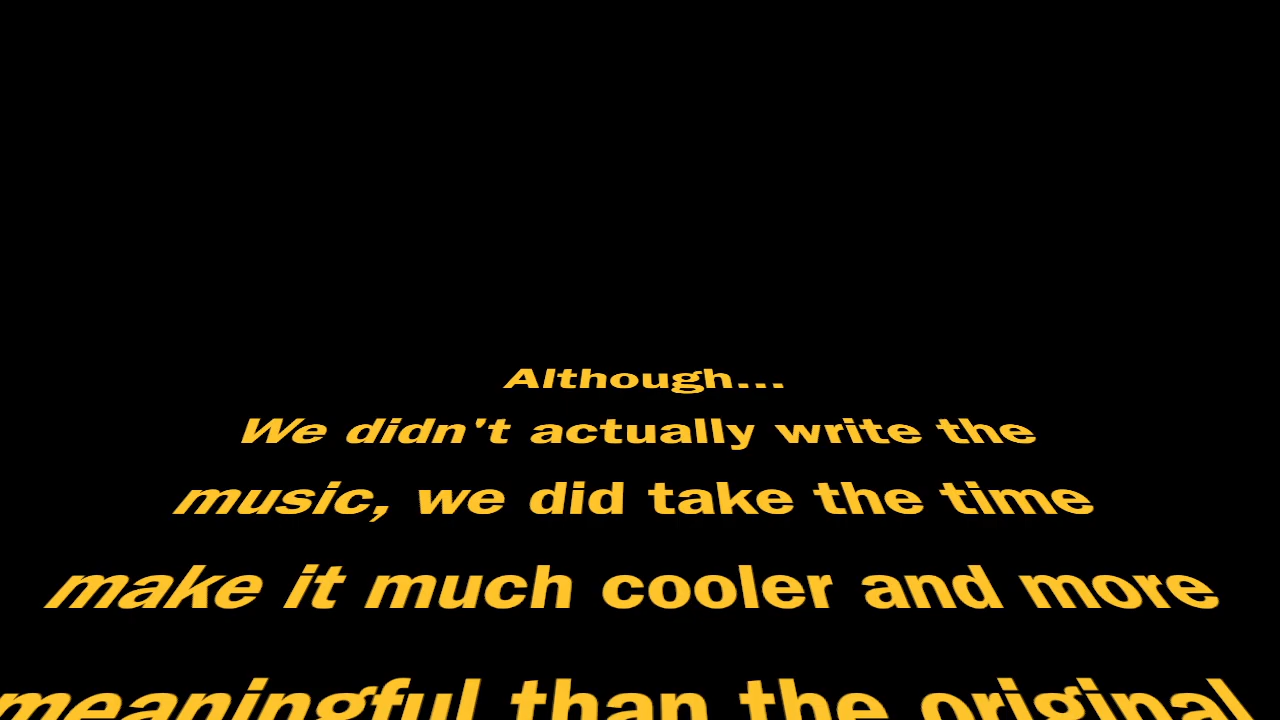 Although...
We didn't actually write the
music, we did take the time
make it much cooler and more
meaningful than the original